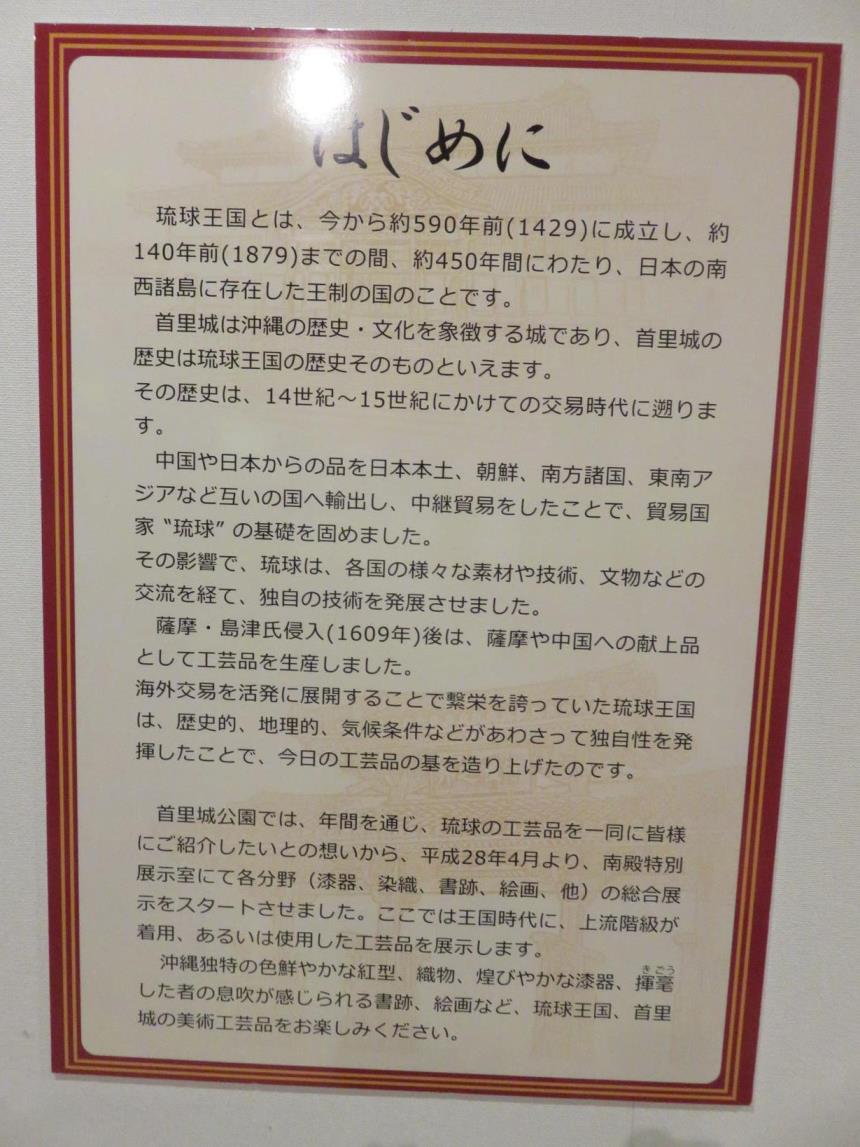 はじめに
琉球王国とは、今から約590年前(1429)に成立し、約
140年前(1879)までの間、約450年間にわたり、日本の南
西諸島に存在した王制の国のことです。
首里城は沖縄の歴史・文化を象徴する城であり、首里城の
歴史は琉球王国の歴史そのものといえます。
その歴史は、14世紀～15世紀にかけての交易時代に遡りま
す。
中国や日本からの品を日本本土、朝鮮、南方諸国、東南ア
ジアなど互いの国へ輸出し、中継貿易をしたことで、貿易国
家〝琉球″の基礎を固めました。
その影響で、琉球は、各国の様々な素材や技術、文物などの
交流を経て、独自の技術を発展させました。
薩摩・島津氏侵入(1609年)後は、薩摩や中国への献上品
として工芸品を生産しました。
海外交易を活発に展開することで繁栄を誇っていた琉球王国
は、歴史的、地理的、気候条件などがあわさって独自性を発
揮したことで、今日の工芸品の基を造り上げたのです。
首里城公園では、年間を通じ、琉球の工芸品を一同に皆様
にご紹介したいとの想いから、平成28年4月より、南殿特別
展示室にて各分野（漆器、染織、書跡、絵画、他）の総合展
示をスタートさせました。ここでは王国時代に、上流階級が
着用、あるいは使用した工芸品を展示します。
沖縄独特の色鮮やかな紅型、織物、煌びやかな漆器、揮毫
した者の息吹が感じられる書跡、絵画など、琉球王国、首里
城の美術工芸品をお楽しみください。